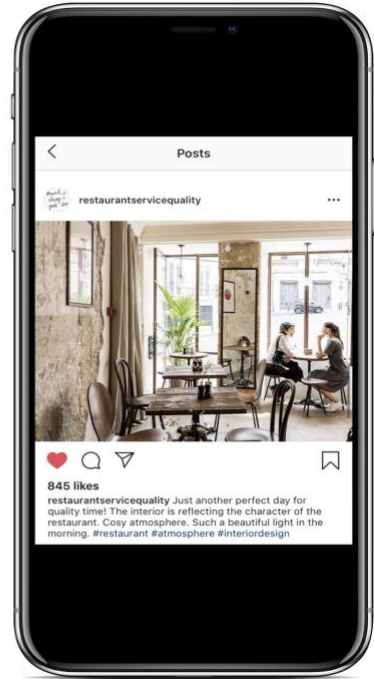 Posts
restaurantservicequality
845 likes
restaurantservicequality Just another perfect day for
quality time! The interior is reflecting the character of the
restaurant. Cosy atmosphere. Such a beautiful light in the
morning. #restaurant #atmosphere #interiordesign